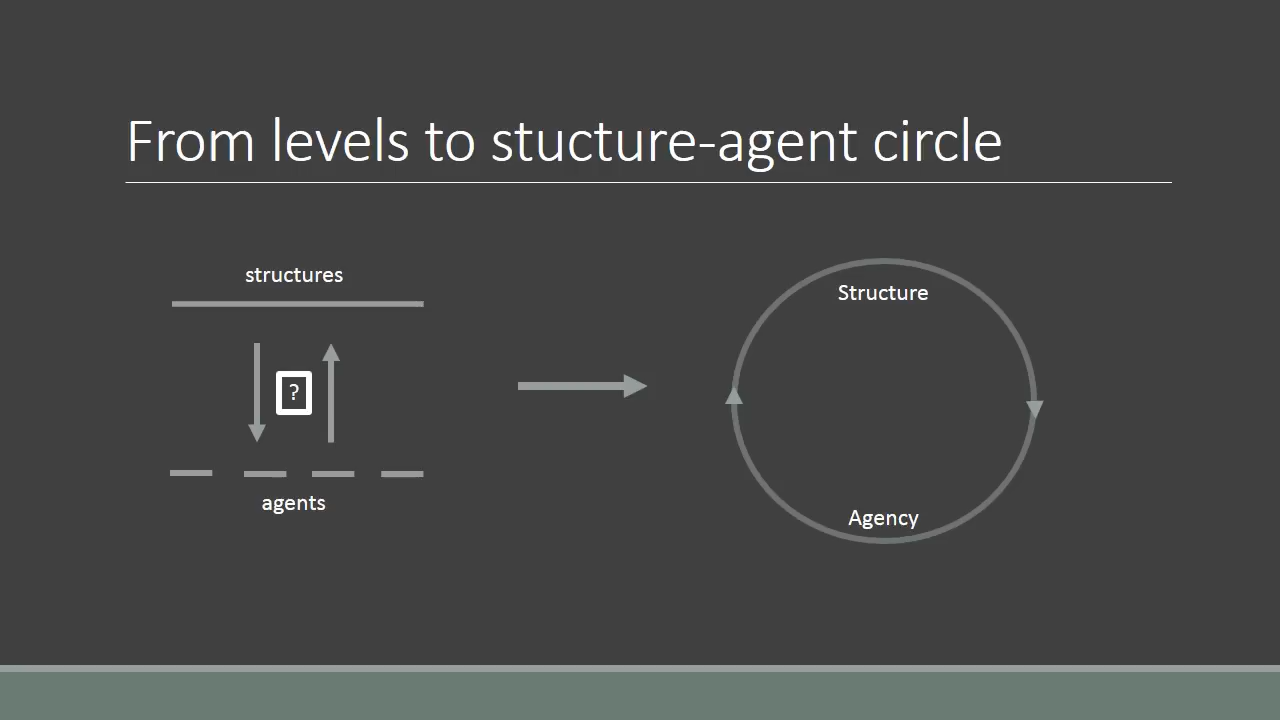 From levels to stucture-agent circle
structures
?
agents
Structure
Agency